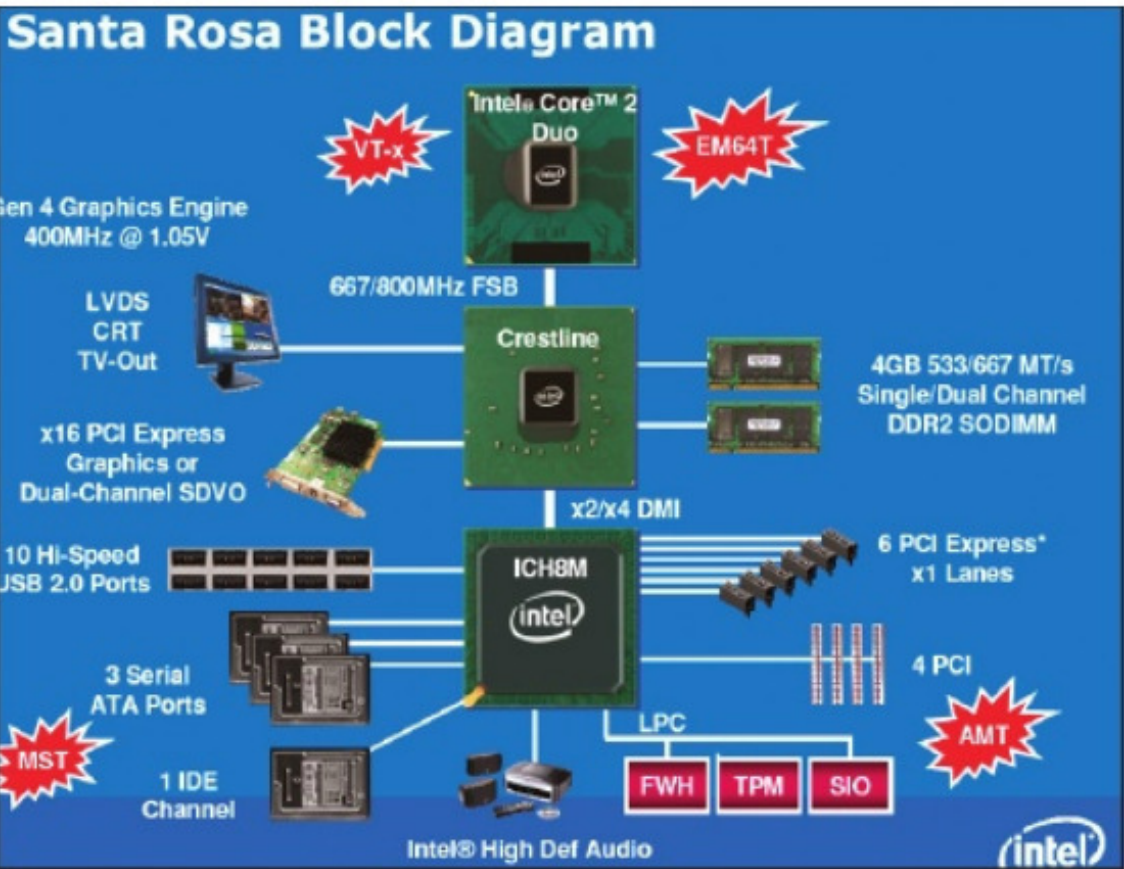 Santa Rosa Block Diagram
Intel® Core™ 2
Duo
VT-x
EM64T
Gen 4 Graphics Engine
400MHz @ 1.05V
667/800MHz FSB
LVDS
CRT
TV-Out
Crestline
4GB 533/667 MT/s
Single/Dual Channel
DDR2 SODIMM
x16 PCI Express
Graphics or
Dual-Channel SDVO
x2/x4 DMI
10 Hi-Speed
USB 2.0 Ports
ICH8M
intel
6 PCI Express*
x1 Lanes
3 Serial
ATA Ports
4 PCI
LPC
AMT
MST
1 IDE
Channel
FWH
TPM
SIO
Intel® High Def Audio
intel